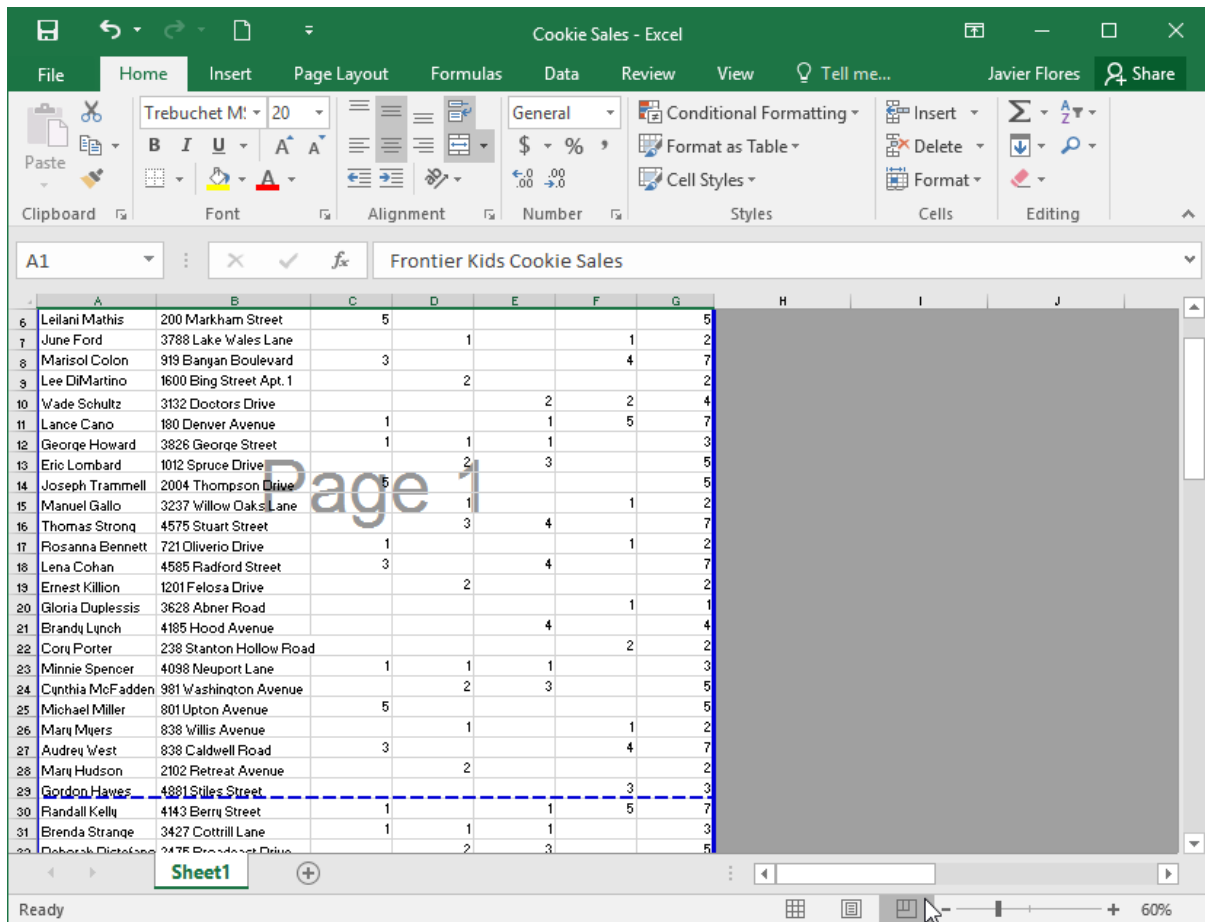 Cookie Sales - Excel
File Home Insert Page Layout Formulas Data Review View Tell me... Javier Flores Share
Trebuchet M: 20 General Conditional Formatting Insert
Paste B I U A A $ % , Format as Table Delete
A .00 .0 Cell Styles Format
Clipboard Font Alignment Number Styles Cells Editing
A1 fx Frontier Kids Cookie Sales
A B C D E F G H I J
6 Leilani Mathis 200 Markham Street 5 5
7 June Ford 3788 Lake Wales Lane 1 1 2
8 Marisol Colon 919 Banyan Boulevard 3 4 7
9 Lee DiMartino 1600 Bing Street Apt. 1 2 2
10 Wade Schultz 3132 Doctors Drive 2 2 4
11 Lance Cano 180 Denver Avenue 1 1 5 7
12 George Howard 3826 George Street 1 1 1 3
13 Eric Lombard 1012 Spruce Drive 2 3 5
14 Joseph Trammell 2004 Thompson Drive 5 5
Page 1
15 Manuel Gallo 3237 Willow Oaks Lane 1 1 2
16 Thomas Strong 4575 Stuart Street 3 4 7
17 Rosanna Bennett 721 Oliverio Drive 1 1 2
18 Lena Cohan 4585 Radford Street 3 4 7
19 Ernest Killion 1201 Felosa Drive 2 2
20 Gloria Duplessis 3628 Abner Road 1 1
21 Brandy Lynch 4185 Hood Avenue 4 4
22 Cory Porter 238 Stanton Hollow Road 2 2
23 Minnie Spencer 4098 Neuport Lane 1 1 1 3
24 Cynthia McFadden 981 Washington Avenue 2 3 5
25 Michael Miller 801 Upton Avenue 5 5
26 Mary Myers 838 Willis Avenue 1 1 2
27 Audrey West 838 Caldwell Road 3 4 7
28 Mary Hudson 2102 Retreat Avenue 2 2
29 Gordon Hawes 4881 Stiles Street 3 3
30 Randall Kelly 4143 Berry Street 1 1 5 7
31 Brenda Strange 3427 Cottrill Lane 1 1 1 3
32 Deborah Distefano 2475 Broadcast Drive 2 3 5
Sheet1
Ready 60%